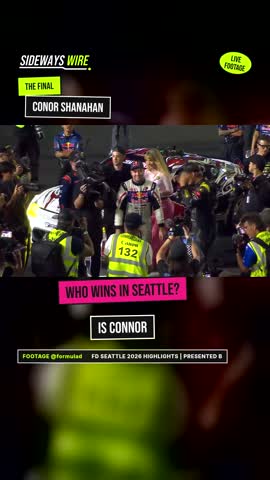 SIDEWAYS WIRE.
LIVE
FOOTAGE
THE FINAL
CONOR SHANAHAN
Canon
132
WHO WINS IN SEATTLE?
IS CONNOR
FOOTAGE @formulad FD SEATTLE 2026 HIGHLIGHTS | PRESENTED B